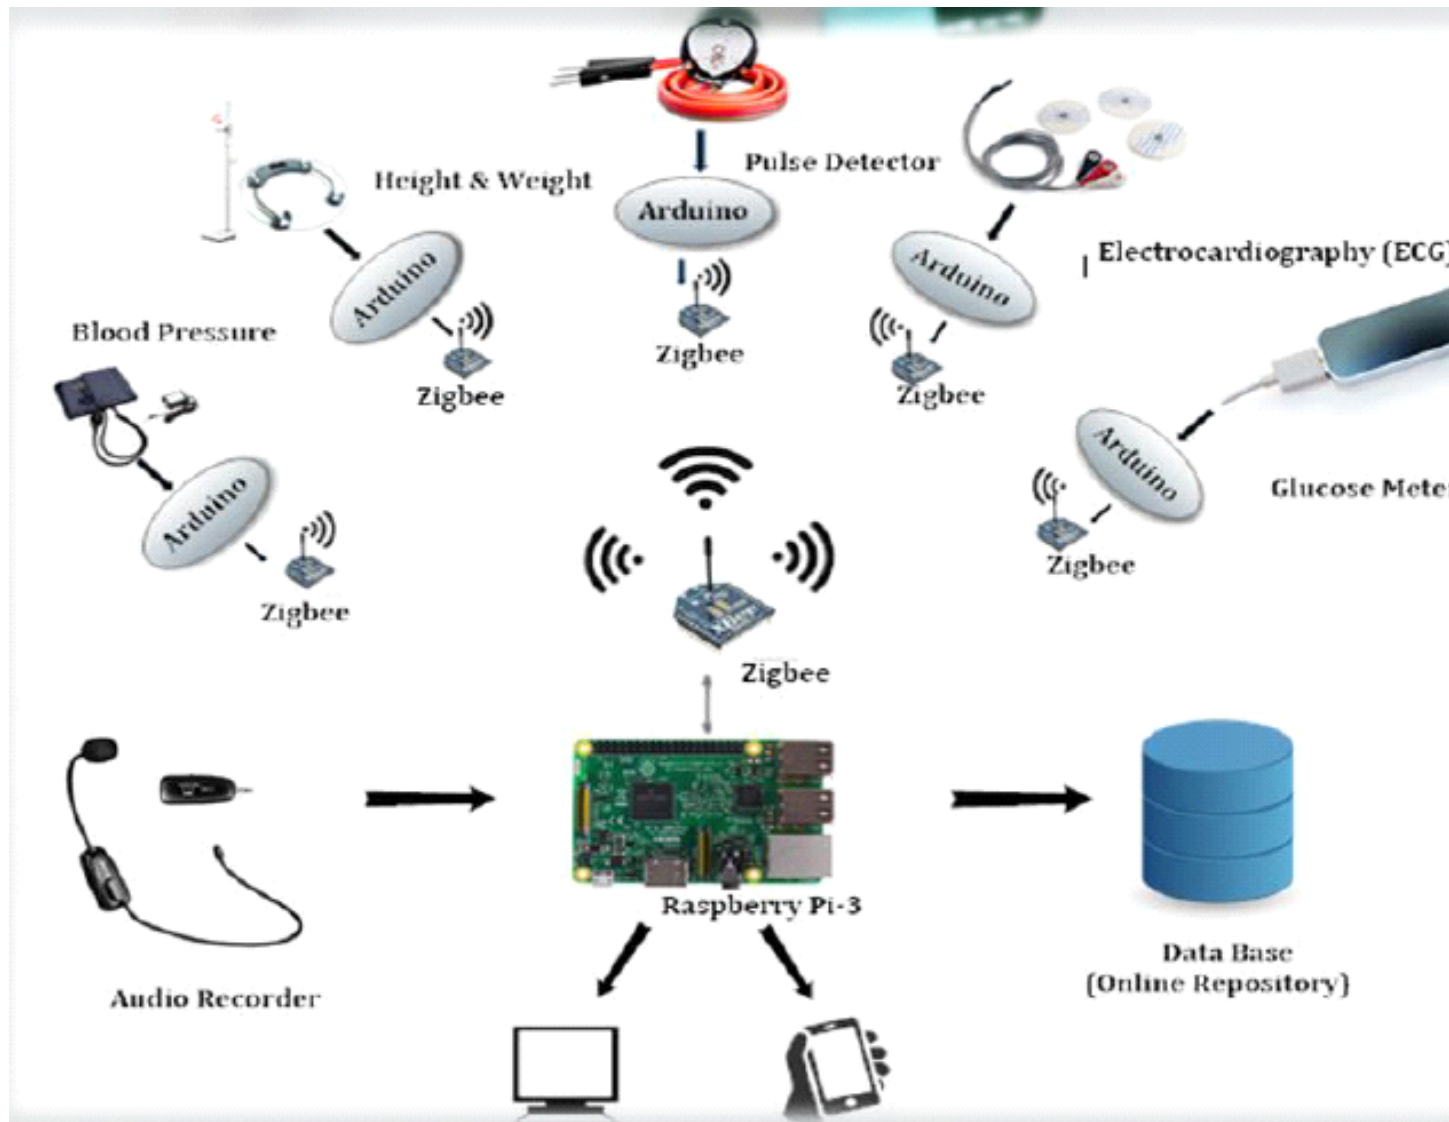 Pulse Detector
Height & Weight
Arduino
Electrocardiography (ECG)
Arduino
Arduino
Blood Pressure
Zigbee
Zigbee
Zigbee
Arduino
Glucose Meter
Arduino
Zigbee
Zigbee
Zigbee
Raspberry Pi-3
Data Base
(Online Repository)
Audio Recorder